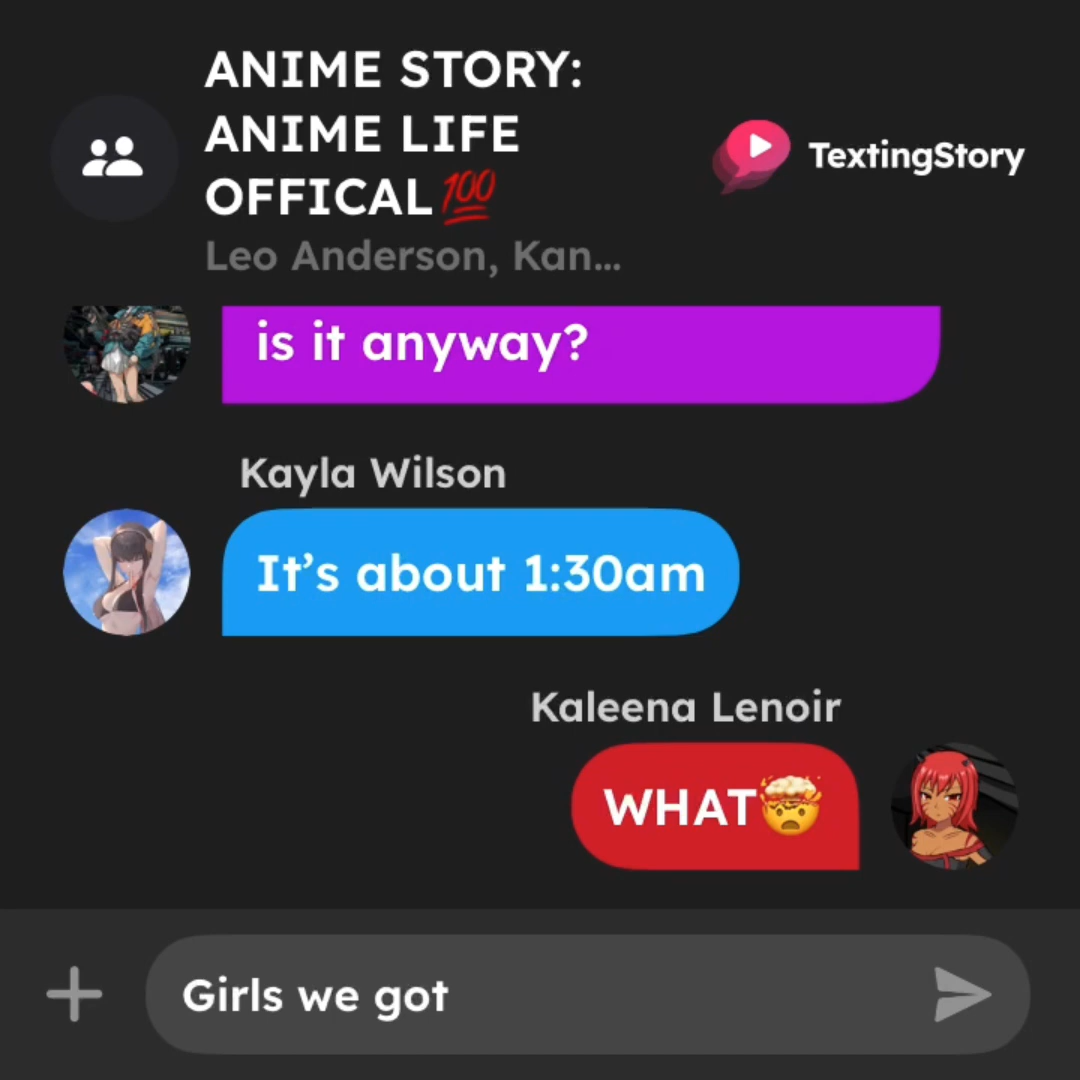 ANIME STORY:
ANIME LIFE
OFFICAL💯
TextingStory
Leo Anderson, Kan...
is it anyway?
Kayla Wilson
It’s about 1:30am
Kaleena Lenoir
WHAT🤯
Girls we got